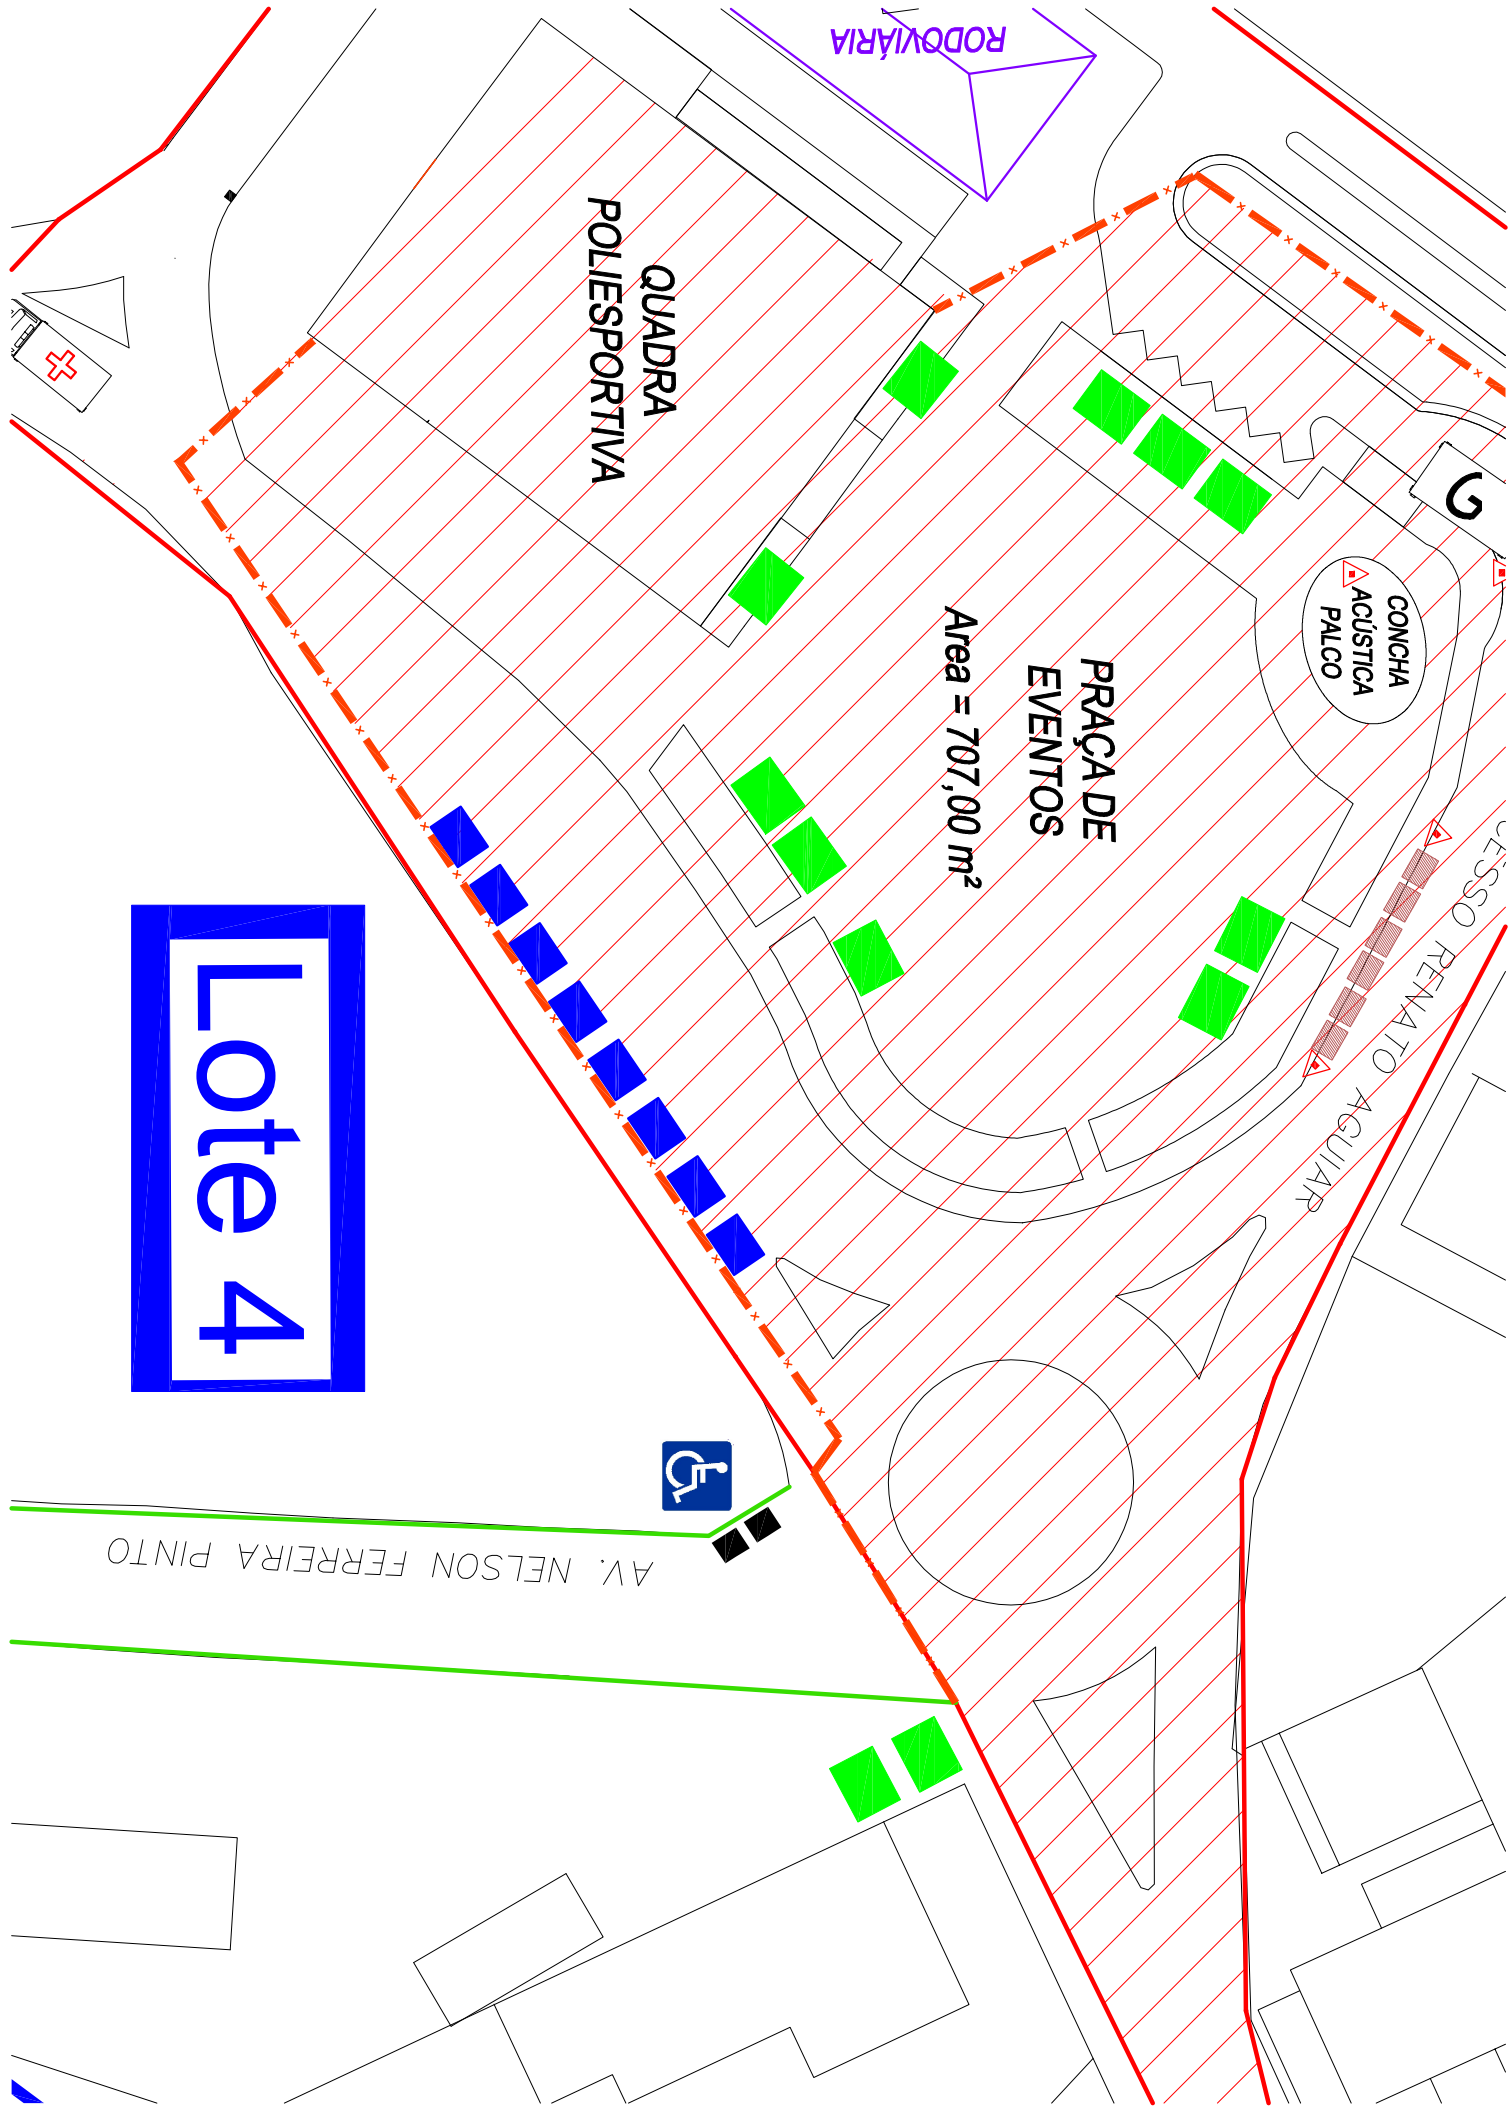 RODOVIÁRIA
QUADRA
POLIESPORTIVA
G
CONCHA
ACÚSTICA
PALCO
PRAÇA DE
EVENTOS
Area = 707,00 m²
CESSO RENATO AGUIAR
Lote 4
AV. NELSON FERREIRA PINTO